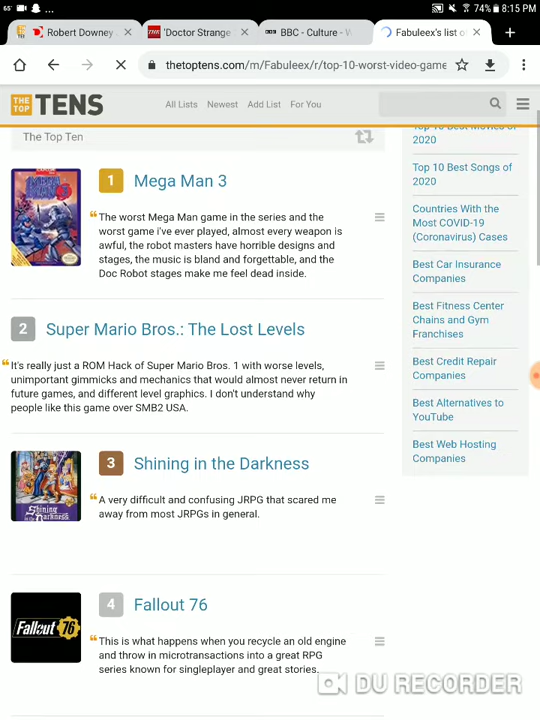 65°
74% 8:15 PM
Robert Downey
'Doctor Strange
BBC - Culture - W
Fabuleex's list o
thetoptens.com/m/Fabuleex/r/top-10-worst-video-game
THE TOP TENS
All Lists Newest Add List For You
The Top Ten
Top 10 Best Movies of
2020
1 Mega Man 3
"The worst Mega Man game in the series and the
worst game i've ever played, almost every weapon is
awful, the robot masters have horrible designs and
stages, the music is bland and forgettable, and the
Doc Robot stages make me feel dead inside.
2 Super Mario Bros.: The Lost Levels
"It's really just a ROM Hack of Super Mario Bros. 1 with worse levels,
unimportant gimmicks and mechanics that would almost never return in
future games, and different level graphics. I don't understand why
people like this game over SMB2 USA.
Shining in the Darkness
3 Shining in the Darkness
"A very difficult and confusing JRPG that scared me
away from most JRPGs in general.
Fallout 76
4 Fallout 76
"This is what happens when you recycle an old engine
and throw in microtransactions into a great RPG
series known for singleplayer and great stories.
Top 10 Best Songs of
2021
Countries With the
Most COVID-19
(Coronavirus) Cases
Best Car Insurance
Companies
Best Fitness Center
Chains and Gym
Franchises
Best Credit Repair
Companies
Best Alternatives to
YouTube
Best Web Hosting
Companies
DU RECORDER